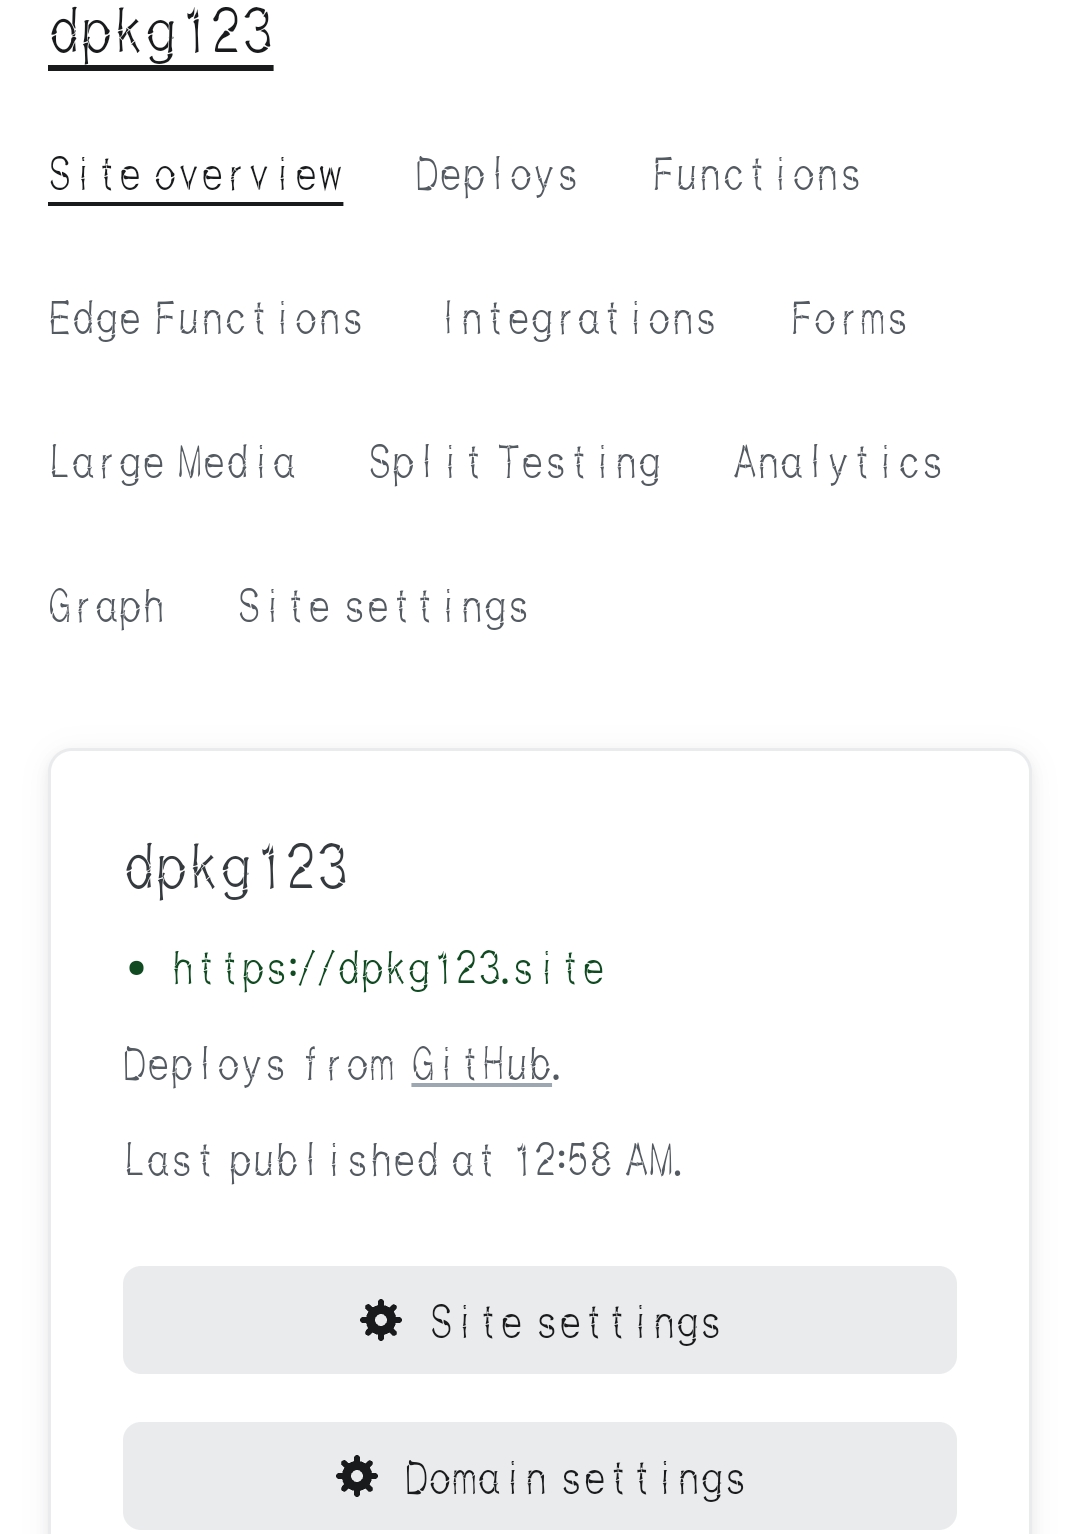 dpkg123
Site overview Deploys Functions
Edge Functions Integrations Forms
Large Media Split Testing Analytics
Graph Site settings
dpkg123
• https://dpkg123.site
Deploys from GitHub.
Last published at 12:58 AM.
Site settings
Domain settings